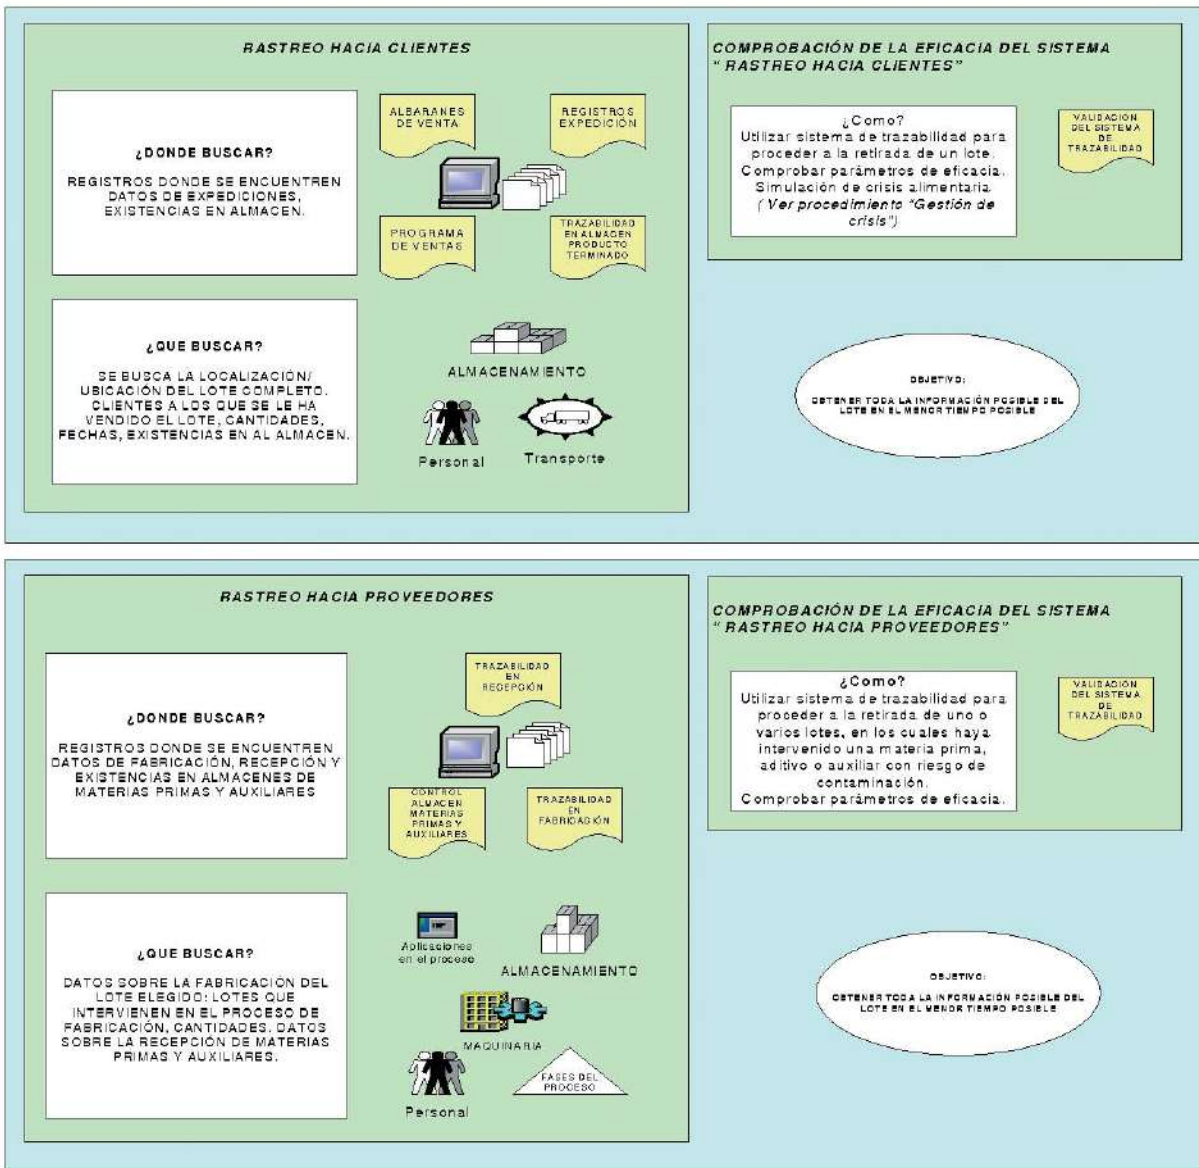 RASTREO HACIA CLIENTES
¿DONDE BUSCAR?
REGISTROS DONDE SE ENCUENTREN
DATOS DE EXPEDICIONES,
EXISTENCIAS EN ALMACEN.
ALBARANES
DE VENTA
REGISTROS
EXPEDICIÓN
PROGRAMA
DE VENTAS
TRAZABILIDAD
EN ALMACEN
PRODUCTO
TERMINADO
¿QUE BUSCAR?
SE BUSCA LA LOCALIZACIÓN/
UBICACIÓN DEL LOTE COMPLETO.
CLIENTES A LOS QUE SE LE HA
VENDIDO EL LOTE, CANTIDADES,
FECHAS, EXISTENCIAS EN AL ALMACEN.
ALMACENAMIENTO
Personal
Transporte
COMPROBACIÓN DE LA EFICACIA DEL SISTEMA
" RASTREO HACIA CLIENTES"
¿Como?
Utilizar sistema de trazabilidad para
proceder a la retirada de un lote.
Comprobar parámetros de eficacia.
Simulación de crisis alimentaria
( Ver procedimiento "Gestión de
crisis")
VALIDACIÓN
DEL SISTEMA
DE
TRAZABILIDAD
OBJETIVO:
OBTENER TODA LA INFORMACIÓN POSIBLE DEL
LOTE EN EL MENOR TIEMPO POSIBLE
RASTREO HACIA PROVEEDORES
¿DONDE BUSCAR?
REGISTROS DONDE SE ENCUENTREN
DATOS DE FABRICACIÓN, RECEPCIÓN Y
EXISTENCIAS EN ALMACENES DE
MATERIAS PRIMAS Y AUXILIARES
TRAZABILIDAD
EN
RECEPCIÓN
CONTROL
ALMACEN
MATERIAS
PRIMAS Y
AUXILIARES
TRAZABILIDAD
EN
FABRICACIÓN
¿QUE BUSCAR?
DATOS SOBRE LA FABRICACIÓN DEL
LOTE ELEGIDO: LOTES QUE
INTERVIENEN EN EL PROCESO DE
FABRICACIÓN, CANTIDADES. DATOS
SOBRE LA RECEPCIÓN DE MATERIAS
PRIMAS Y AUXILIARES.
Aplicaciones
en el proceso
ALMACENAMIENTO
MAQUINARIA
Personal
FASES DEL
PROCESO
COMPROBACIÓN DE LA EFICACIA DEL SISTEMA
" RASTREO HACIA PROVEEDORES"
¿Como?
Utilizar sistema de trazabilidad para
proceder a la retirada de uno o
varios lotes, en los cuales haya
intervenido una materia prima,
aditivo o auxiliar con riesgo de
contaminación.
Comprobar parámetros de eficacia.
VALIDACIÓN
DEL SISTEMA
DE
TRAZABILIDAD
OBJETIVO:
OBTENER TODA LA INFORMACIÓN POSIBLE DEL
LOTE EN EL MENOR TIEMPO POSIBLE